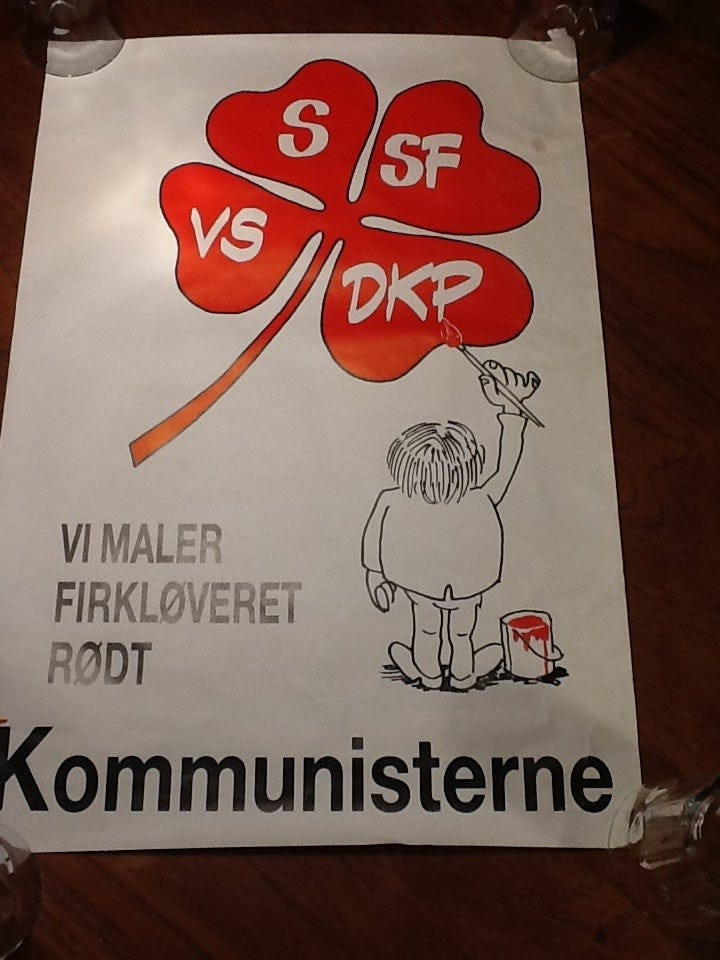 S
SF
VS
DKP
VI MALER
FIRKLØVERET
RØDT
Kommunisterne